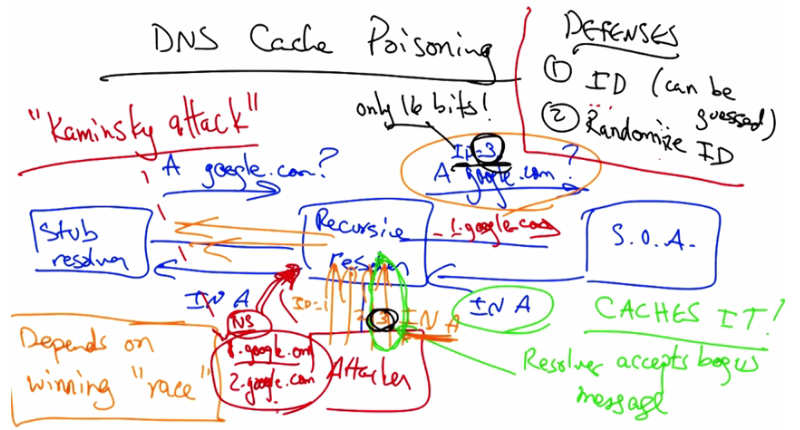 DNS Cache Poisoning
DEFENSES
① ID (can be
guessed)
② Randomize ID
"Kaminsky attack"
only 16 bits!
A google.com?
ID=3
A google.com?
Stub
resolver
Recursive
1.google.com
S.O.A.
IN A
ID=1
2
3
IN A
IN A
NS
1.google.com
2.google.com
Attacker
CACHES IT!
Depends on
winning "race"
Resolver accepts bogus
message